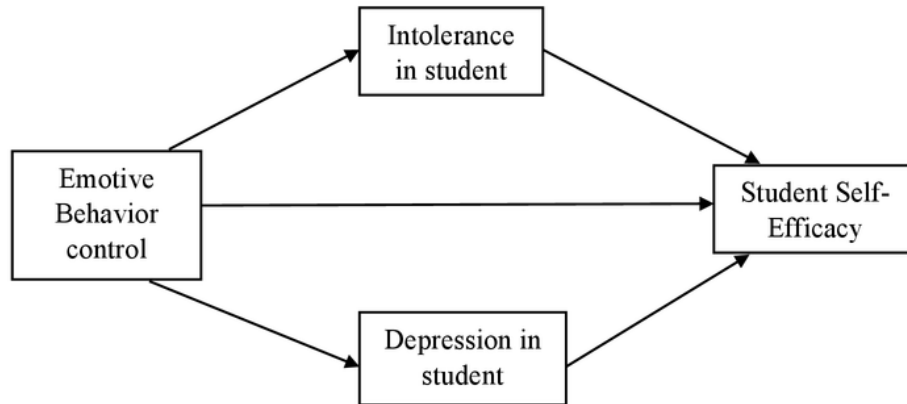 Intolerance
in student
Emotive
Behavior
control
Student Self-
Efficacy
Depression in
student